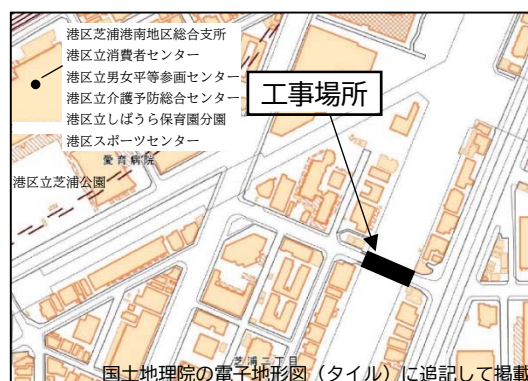 港区芝浦港南地区総合支所
港区立消費者センター
港区立男女平等参画センター
港区立介護予防総合センター
港区立しばうら保育園分園
港区スポーツセンター
工事場所
愛育病院
港区立芝浦公園
芝浦二丁目
国土地理院の電子地形図（タイル）に追記して掲載